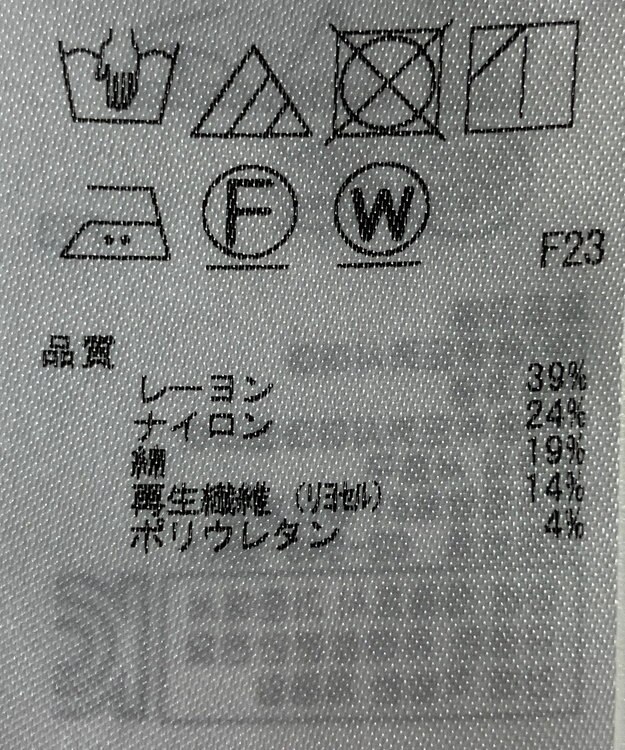 F W
F23
品質
レーヨン 39%
ナイロン 24%
綿 19%
再生繊維 (リヨセル) 14%
ポリウレタン 4%